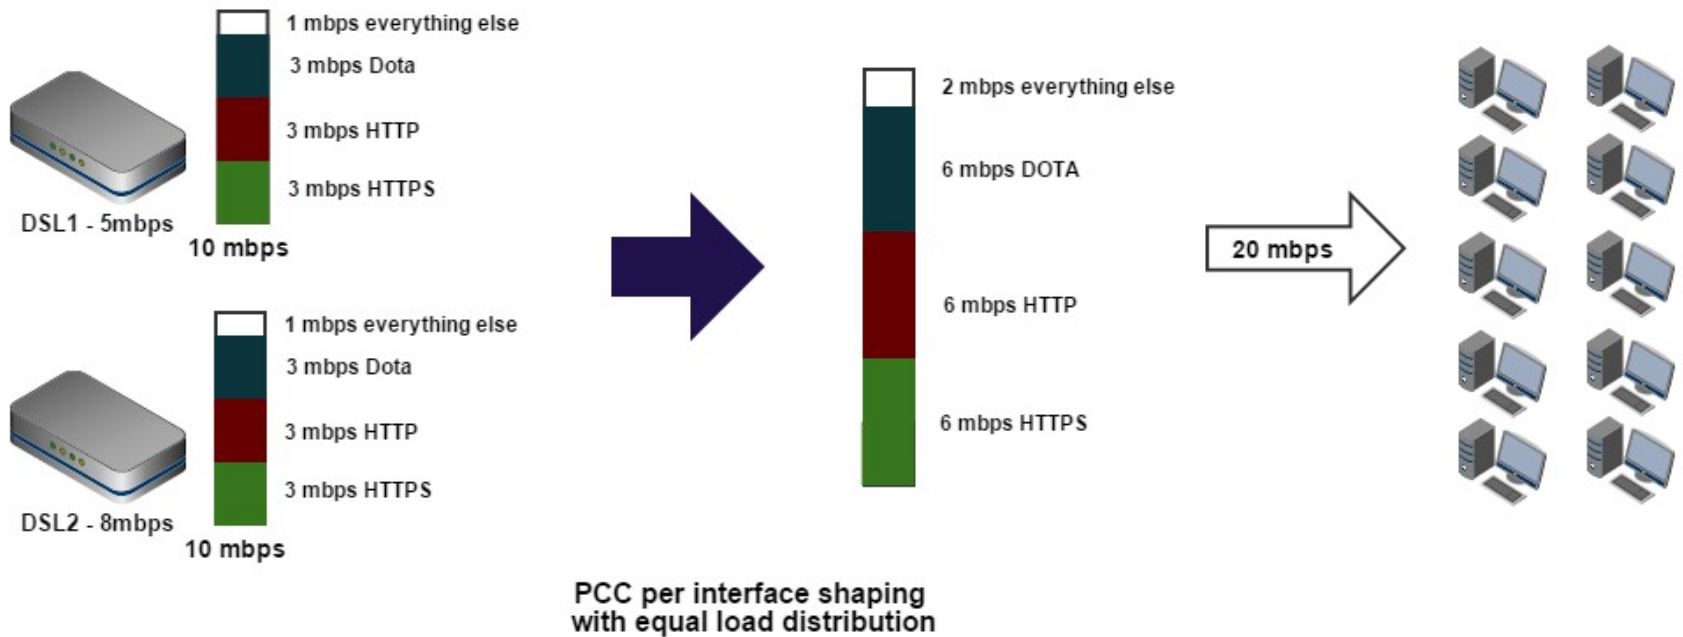 1 mbps everything else
3 mbps Dota
3 mbps HTTP
3 mbps HTTPS
DSL1 - 5mbps
10 mbps
1 mbps everything else
3 mbps Dota
3 mbps HTTP
3 mbps HTTPS
DSL2 - 8mbps
10 mbps
2 mbps everything else
6 mbps DOTA
6 mbps HTTP
6 mbps HTTPS
20 mbps
PCC per interface shaping
with equal load distribution